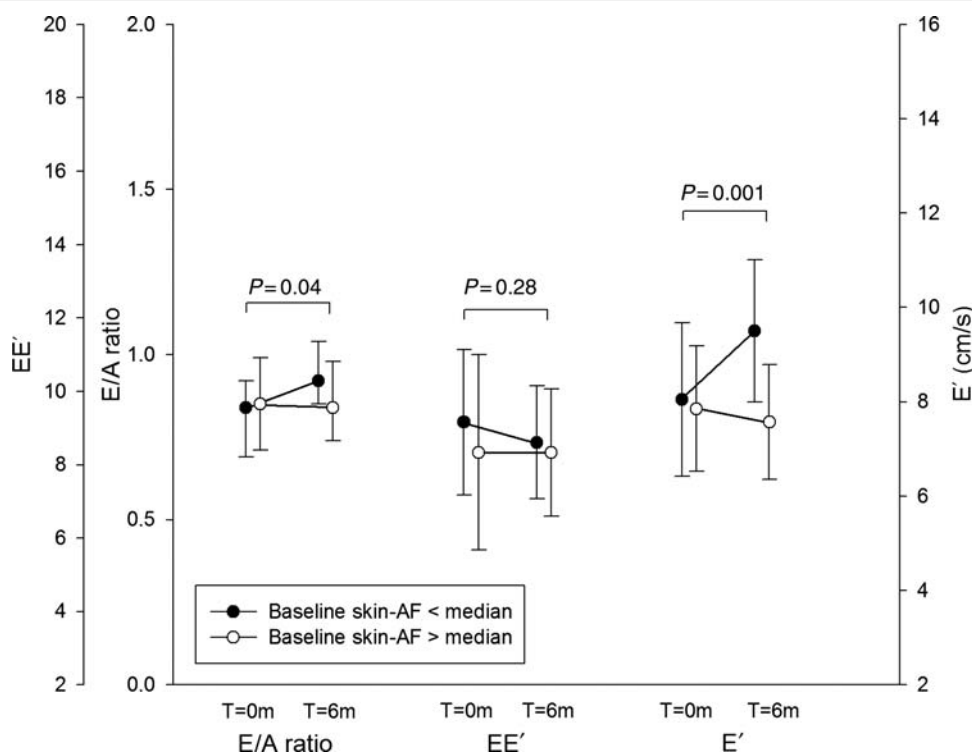 20
18
16
14
12
10
8
6
4
2
EE′
2.0
1.5
1.0
0.5
0.0
E/A ratio
P=0.04
P=0.28
P=0.001
Baseline skin-AF < median
Baseline skin-AF > median
16
14
12
10
8
6
4
2
E′ (cm/s)
T=0m T=6m T=0m T=6m T=0m T=6m
E/A ratio EE′ E′